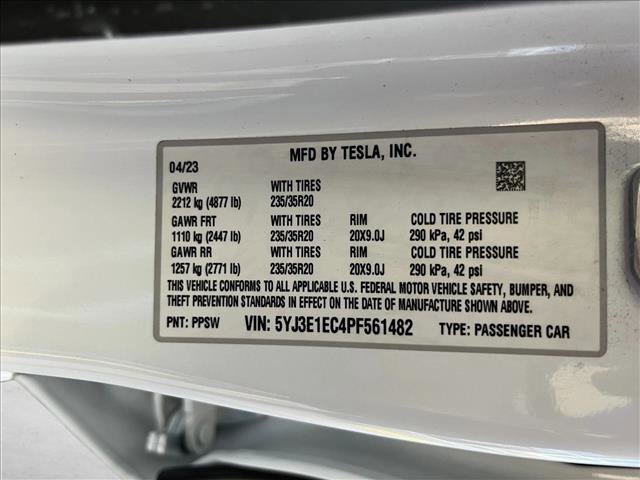 MFD BY TESLA, INC.
04/23
GVWR WITH TIRES
2212 kg (4877 lb) 235/35R20
GAWR FRT WITH TIRES RIM COLD TIRE PRESSURE
1110 kg (2447 lb) 235/35R20 20X9.0J 290 kPa, 42 psi
GAWR RR WITH TIRES RIM COLD TIRE PRESSURE
1257 kg (2771 lb) 235/35R20 20X9.0J 290 kPa, 42 psi
THIS VEHICLE CONFORMS TO ALL APPLICABLE U.S. FEDERAL MOTOR VEHICLE SAFETY, BUMPER, AND
THEFT PREVENTION STANDARDS IN EFFECT ON THE DATE OF MANUFACTURE SHOWN ABOVE.
PNT: PPSW VIN: 5YJ3E1EC4PF561482 TYPE: PASSENGER CAR